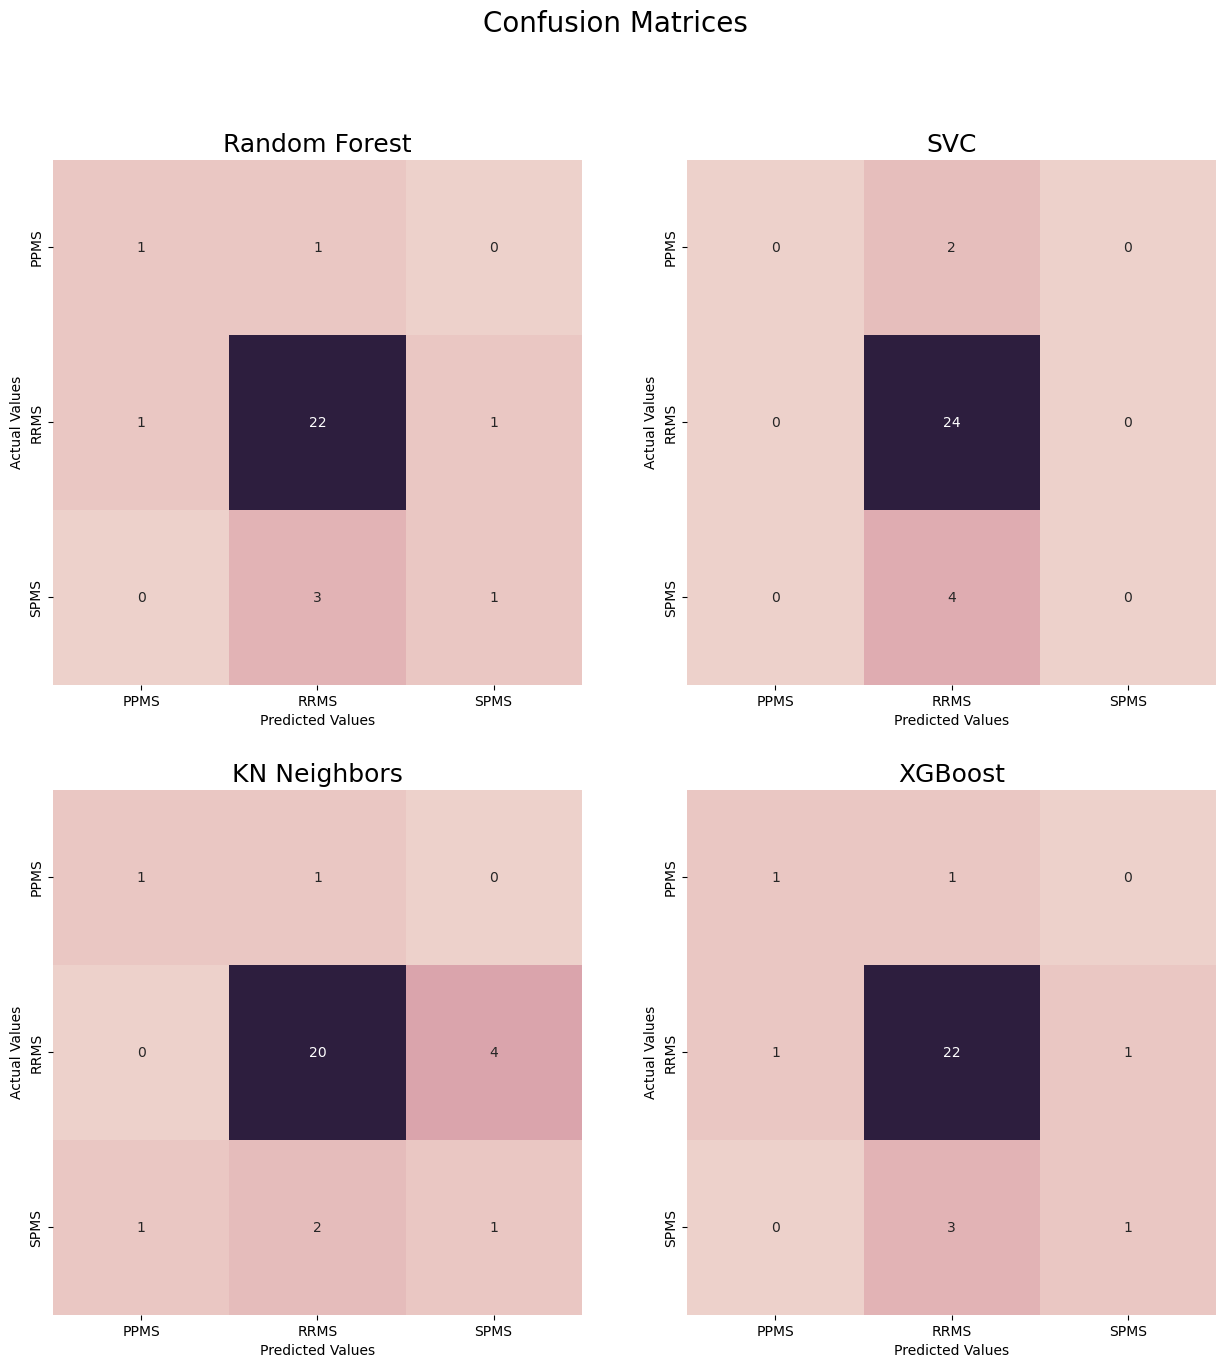 Confusion Matrices
Random Forest
PPMS 1 1 0
Actual Values
RRMS 1 22 1
SPMS 0 3 1
PPMS RRMS SPMS
Predicted Values
SVC
PPMS 0 2 0
Actual Values
RRMS 0 24 0
SPMS 0 4 0
PPMS RRMS SPMS
Predicted Values
KN Neighbors
PPMS 1 1 0
Actual Values
RRMS 0 20 4
SPMS 1 2 1
PPMS RRMS SPMS
Predicted Values
XGBoost
PPMS 1 1 0
Actual Values
RRMS 1 22 1
SPMS 0 3 1
PPMS RRMS SPMS
Predicted Values